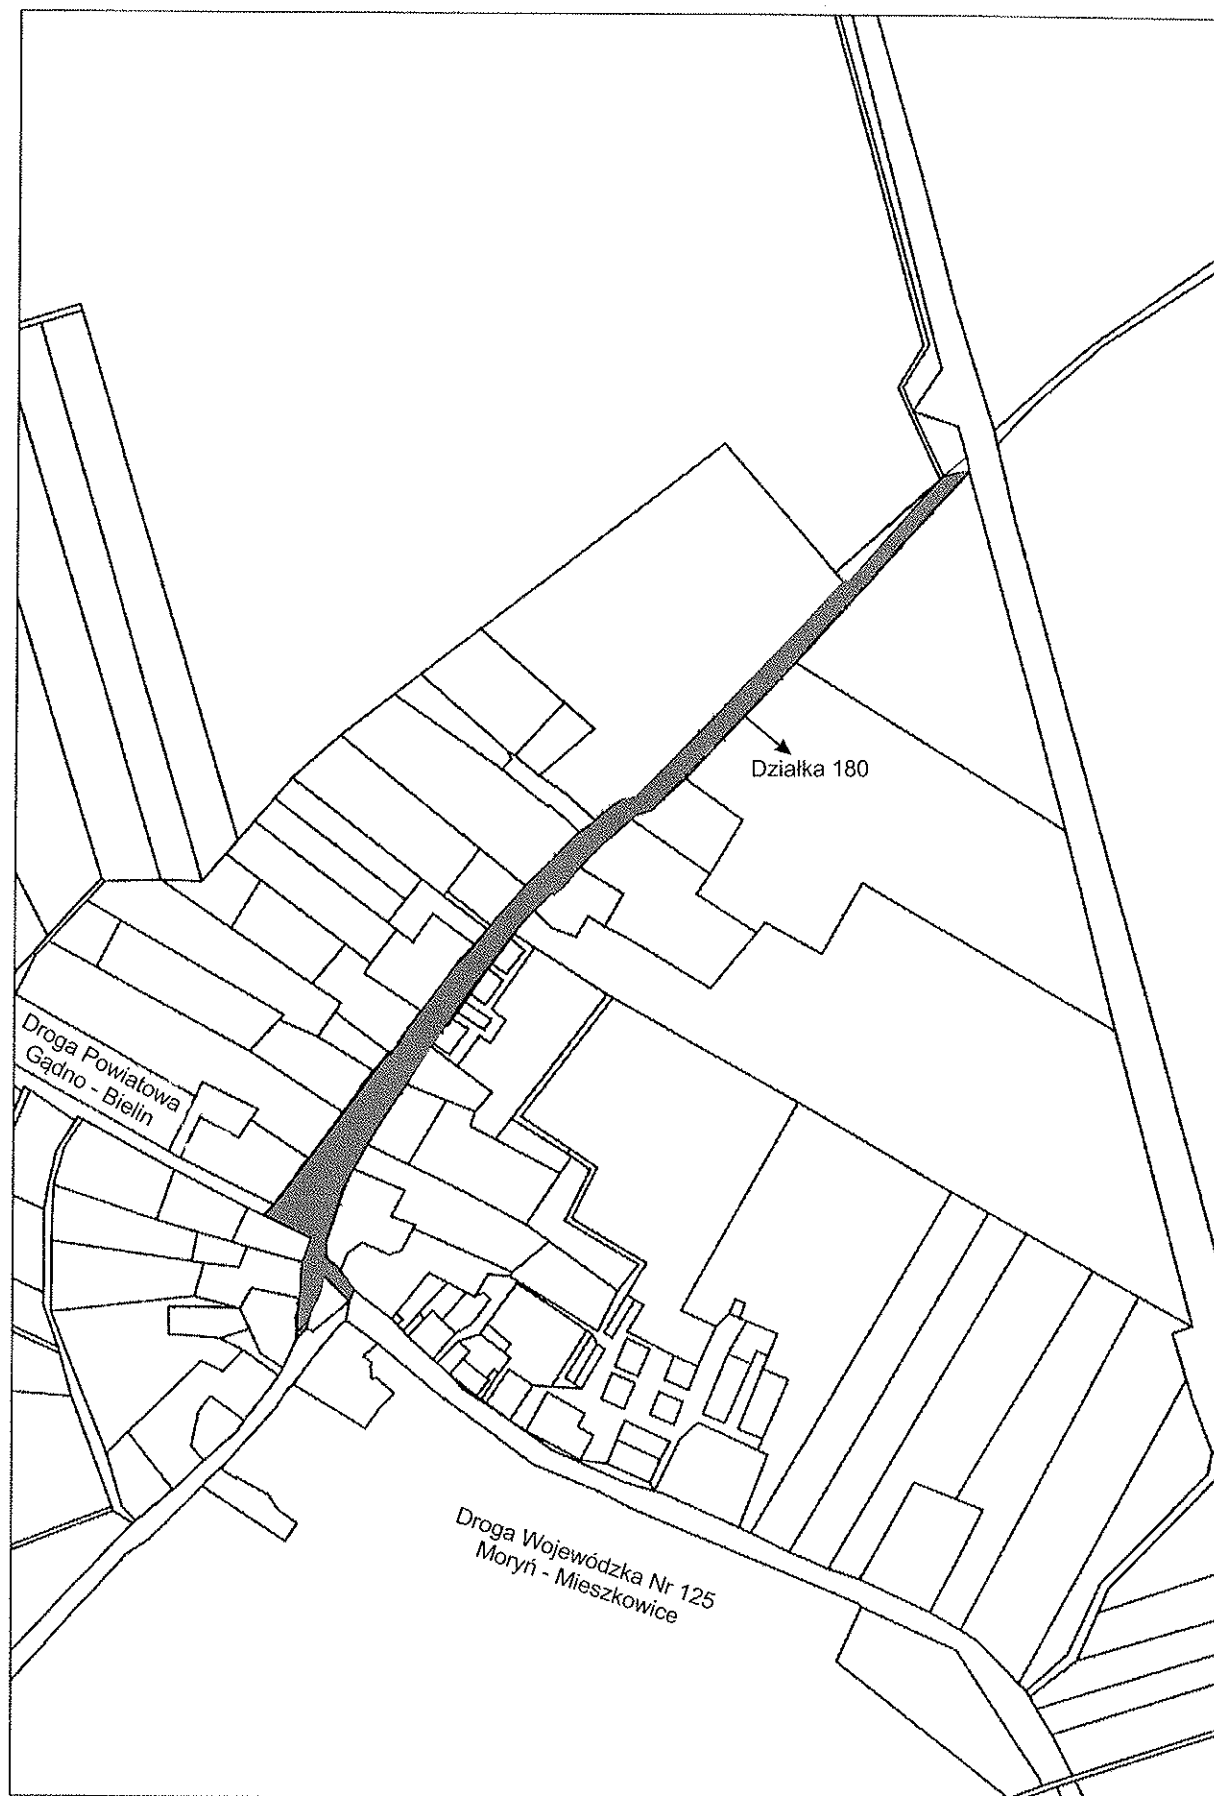 Działka 180
Droga Powiatowa
Gądno - Bielin
Droga Wojewódzka Nr 125
Moryń - Mieszkowice